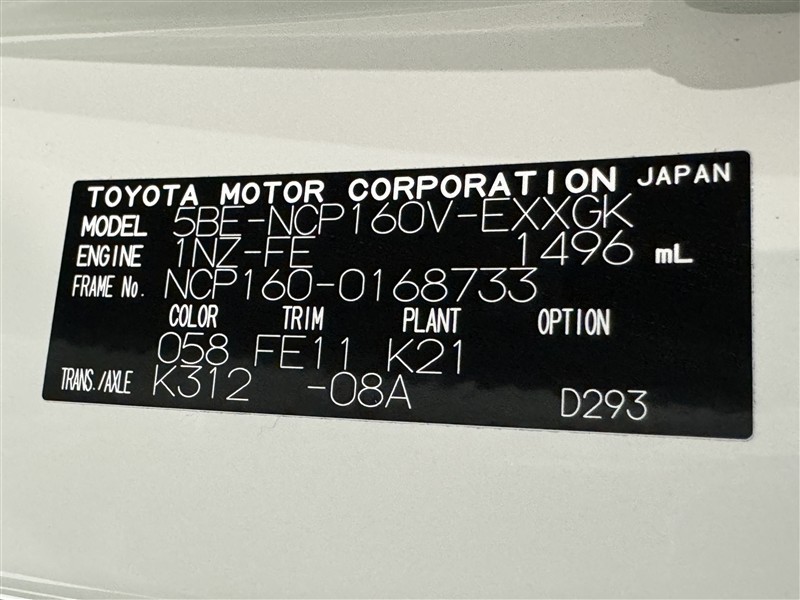 TOYOTA MOTOR CORPORATION JAPAN
MODEL 5BE-NCP160V-EXXGK
ENGINE 1NZ-FE 1496 mL
FRAME No. NCP160-0168733
COLOR TRIM PLANT OPTION
058 FE11 K21
TRANS./AXLE K312 -08A D293